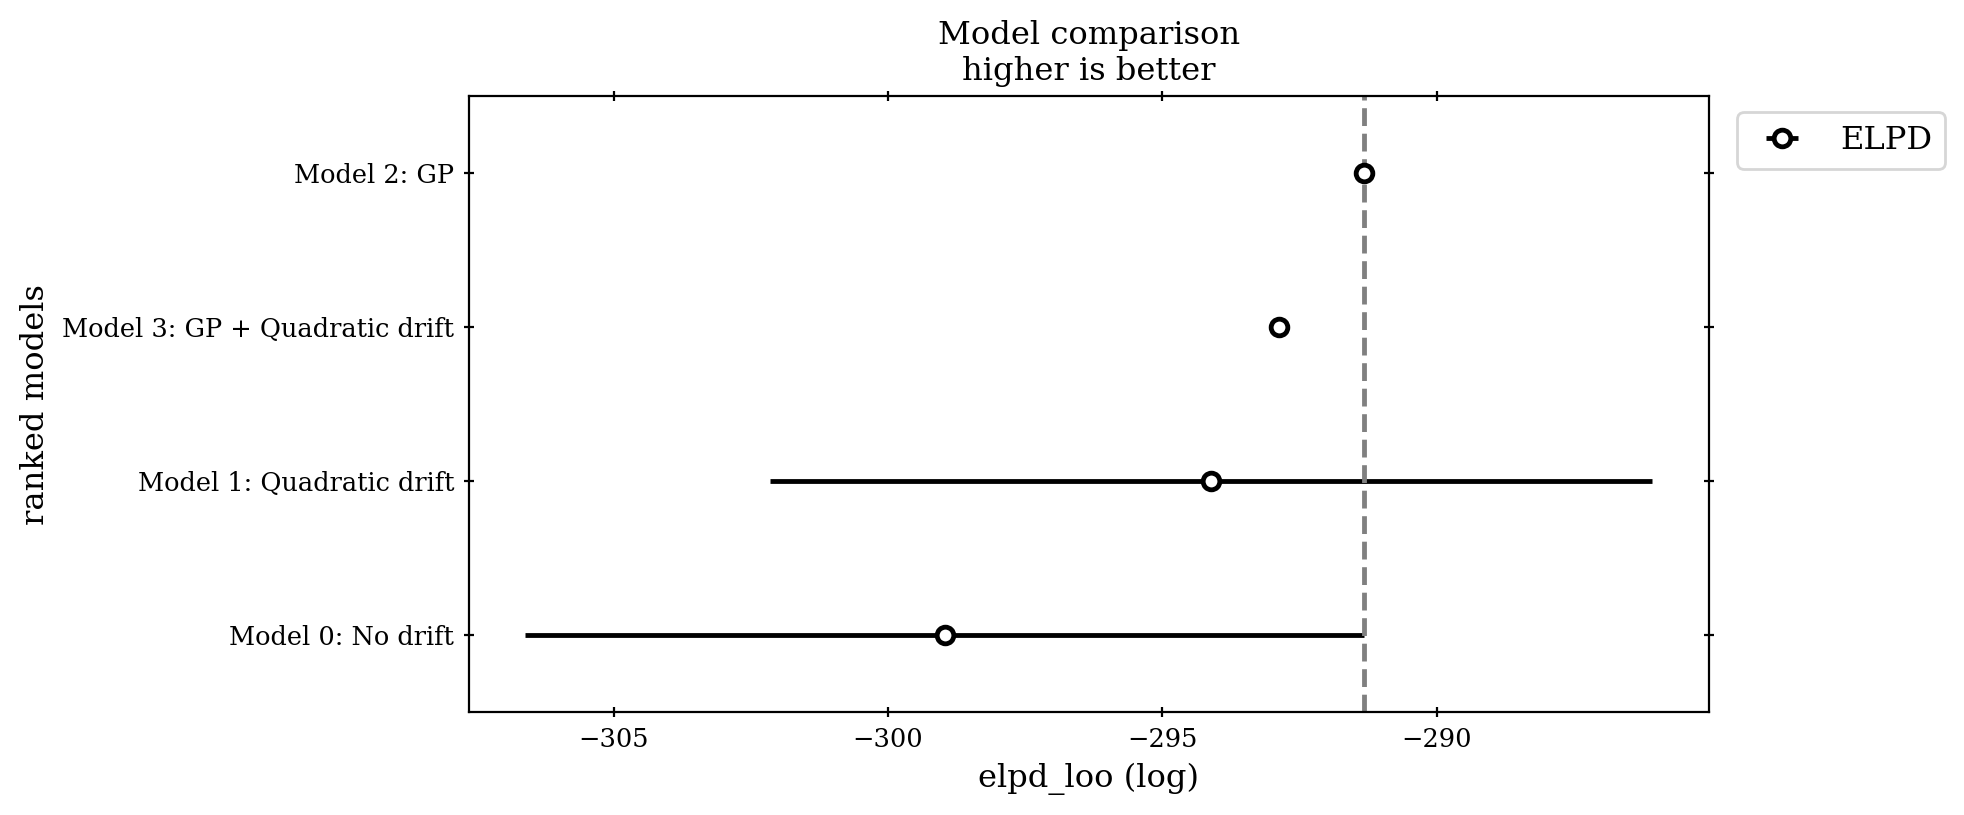 Model comparison
higher is better
ELPD
ranked models
Model 2: GP
Model 3: GP + Quadratic drift
Model 1: Quadratic drift
Model 0: No drift
−305
−300
−295
−290
elpd_loo (log)